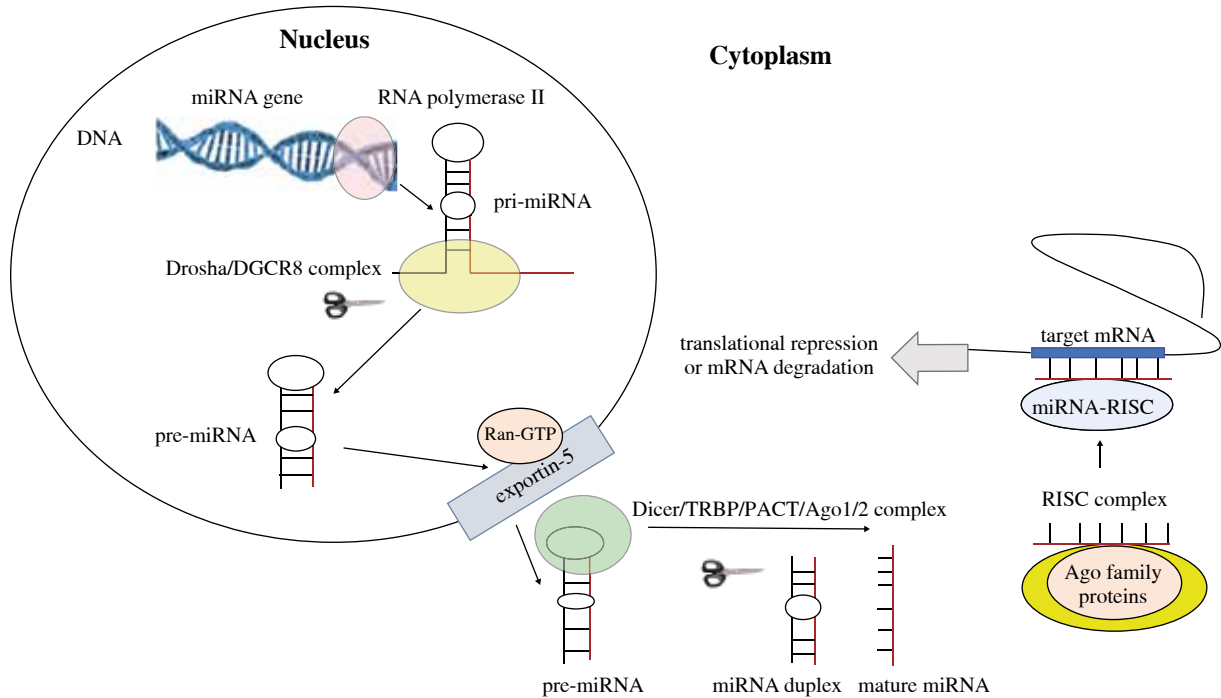 Nucleus
Cytoplasm
miRNA gene
RNA polymerase II
DNA
pri-miRNA
Drosha/DGCR8 complex
target mRNA
translational repression
or mRNA degradation
miRNA-RISC
pre-miRNA
Ran-GTP
exportin-5
RISC complex
Dicer/TRBP/PACT/Ago1/2 complex
Ago family
proteins
pre-miRNA
miRNA duplex
mature miRNA